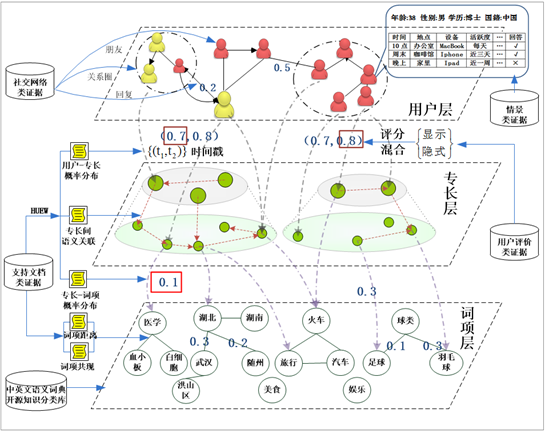 年龄:38 性别:男 学历:博士 国籍:中国
时间 地点 设备 活跃度 … 回答
10点 办公室 MacBook 每天 … √
周末 咖啡馆 Iphone 近三天 … √
晚上 家里 Ipad 近一周 … ×
朋友
关系圈
回复
0.2
0.5
社交网络
类证据
用户层
情景
类证据
(0.7,0.8)
{(t₁,t₂)} 时间戳
(0.7,0.8)
评分
混合
显示
隐式
用户-专长
概率分布
专长层
HUEW
专长间
语义关联
用户评价
类证据
支持文档
类证据
专长-词项
概率分布
0.1
0.3
词项层
词项距离
词项共现
医学
湖北
湖南
火车
球类
0.3
0.2
0.1
0.3
血小
板
白细
胞
武汉
随州
旅行
汽车
足球
羽毛
球
洪山
区
美食
娱乐
中英文语义词典
开源知识分类库